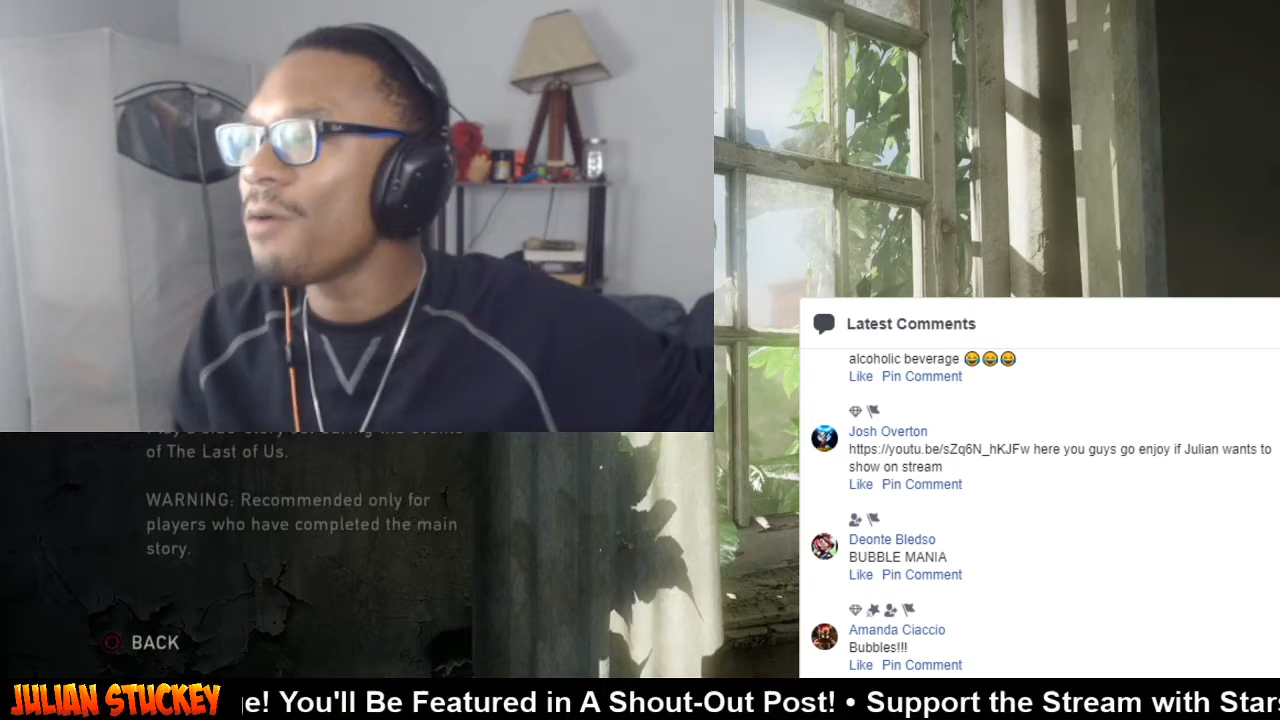 Latest Comments
alcoholic beverage 😂😂😂
Like Pin Comment
Josh Overton
https://youtu.be/sZq6N_hKJFw here you guys go enjoy if Julian wants to
show on stream
Like Pin Comment
Deonte Bledso
BUBBLE MANIA
Like Pin Comment
Amanda Ciaccio
Bubbles!!!
Like Pin Comment
of The Last of Us.
WARNING: Recommended only for
players who have completed the main
story.
BACK
JULIAN STUCKEY
e! You'll Be Featured in A Shout-Out Post! • Support the Stream with Star